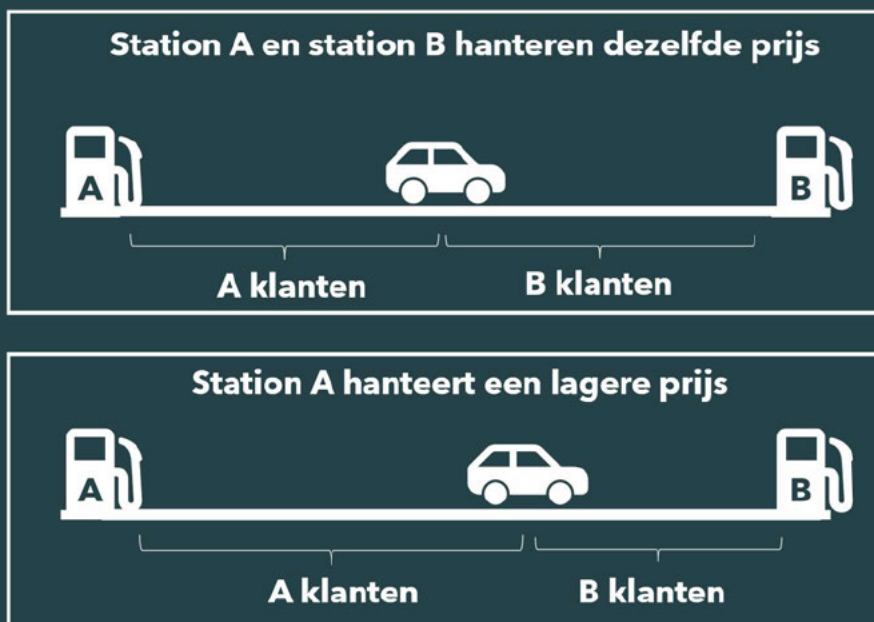 Station A en station B hanteren dezelfde prijs
A
B
A klanten
B klanten
Station A hanteert een lagere prijs
A
B
A klanten
B klanten